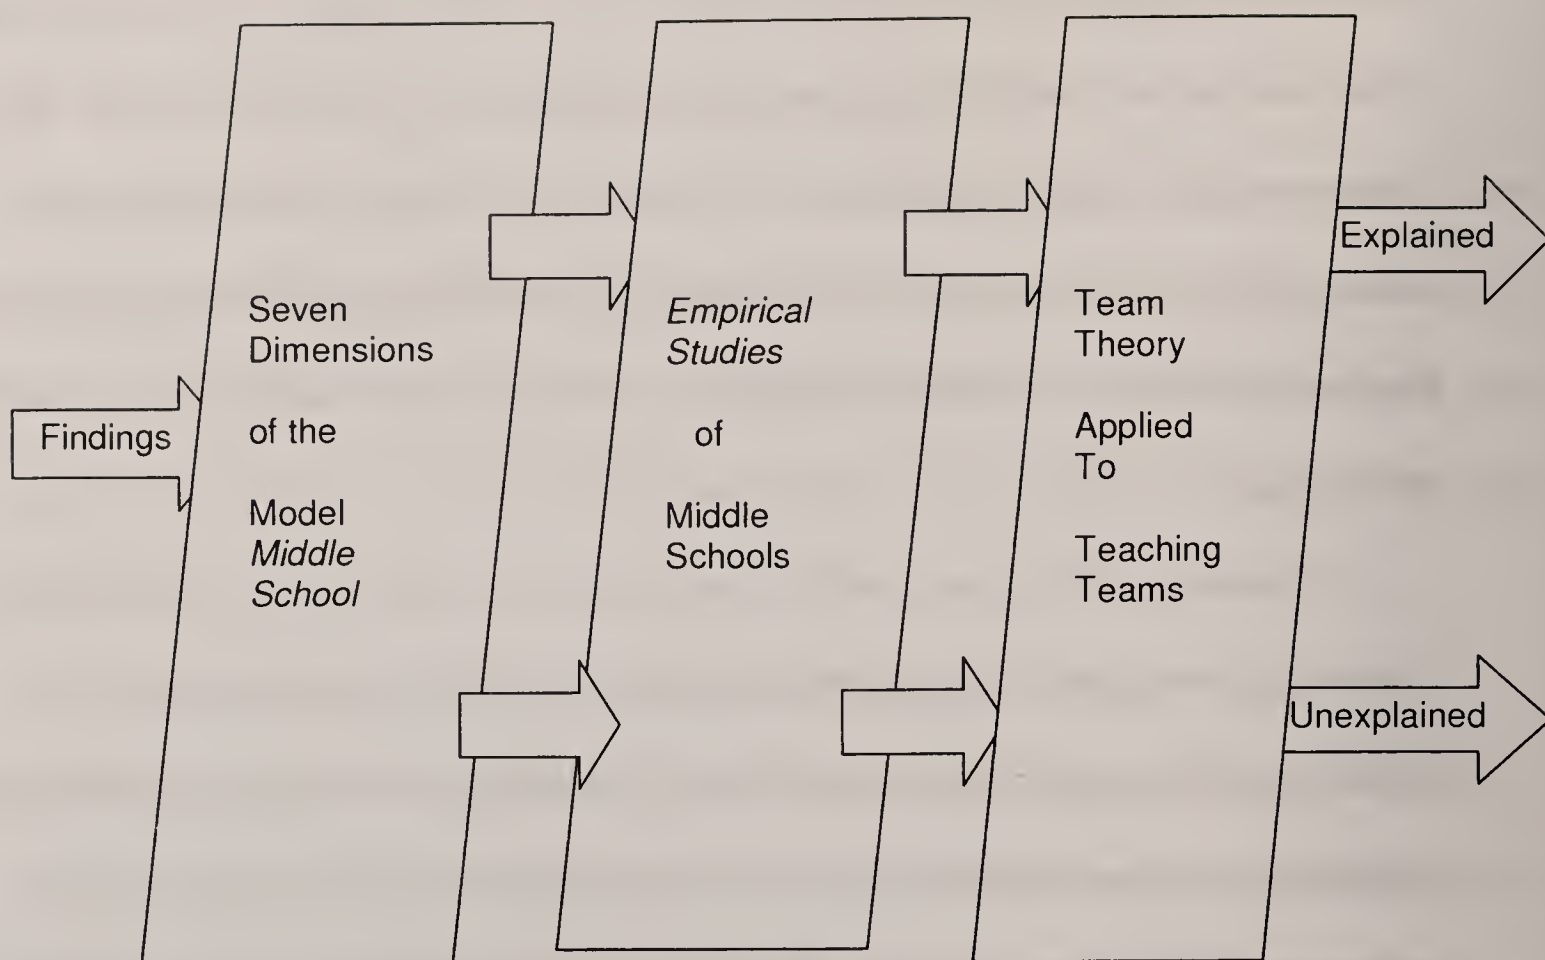 Findings
Seven
Dimensions
of the
Model
Middle
School
Empirical
Studies
of
Middle
Schools
Team
Theory
Applied
To
Teaching
Teams
Explained
Unexplained